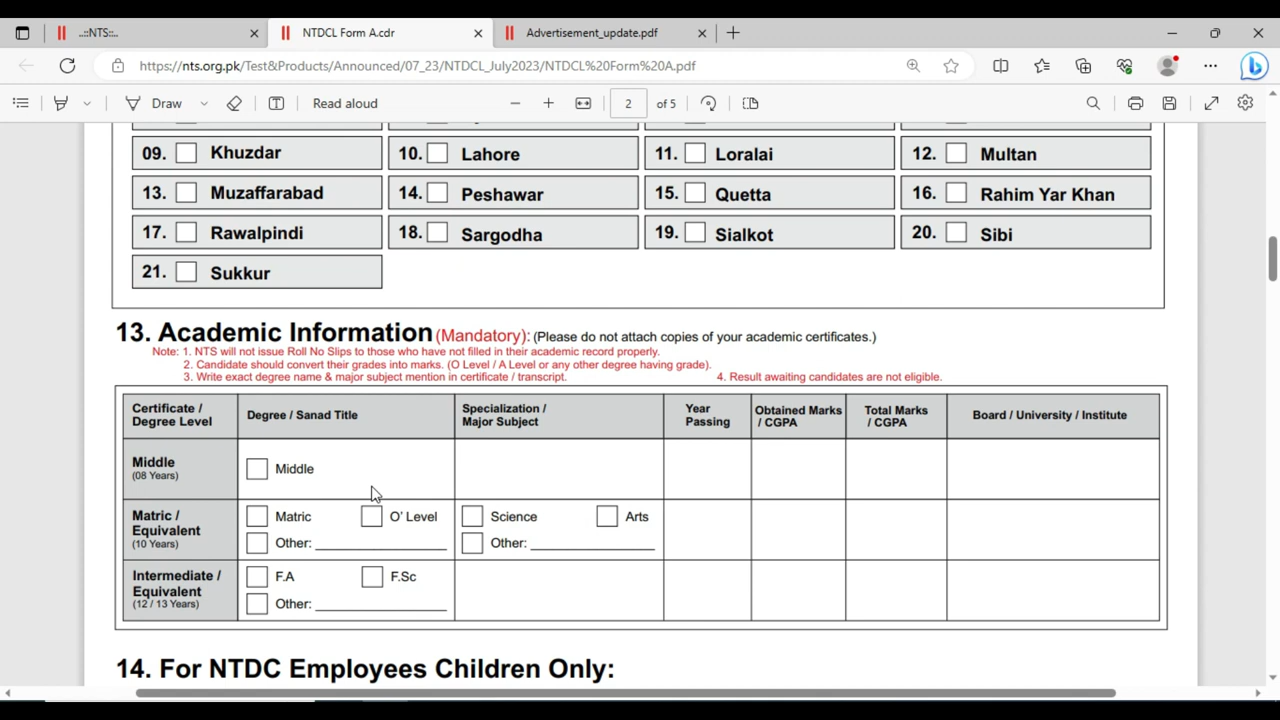 ..::NTS::..
NTDCL Form A.cdr
Advertisement_update.pdf
https://nts.org.pk/Test&Products/Announced/07_23/NTDCL_July2023/NTDCL%20Form%20A.pdf
Draw
Read aloud
2 of 5
09. Khuzdar 10. Lahore 11. Loralai 12. Multan
13. Muzaffarabad 14. Peshawar 15. Quetta 16. Rahim Yar Khan
17. Rawalpindi 18. Sargodha 19. Sialkot 20. Sibi
21. Sukkur
13. Academic Information (Mandatory): (Please do not attach copies of your academic certificates.)
Note: 1. NTS will not issue Roll No Slips to those who have not filled in their academic record properly.
2. Candidate should convert their grades into marks. (O Level / A Level or any other degree having grade).
3. Write exact degree name & major subject mention in certificate / transcript. 4. Result awaiting candidates are not eligible.
Certificate / Degree Level
Degree / Sanad Title
Specialization / Major Subject
Year Passing
Obtained Marks / CGPA
Total Marks / CGPA
Board / University / Institute
Middle
(08 Years)
Middle
Matric / Equivalent
(10 Years)
Matric O' Level
Other: ____________________
Science Arts
Other: ____________________
Intermediate / Equivalent
(12 / 13 Years)
F.A F.Sc
Other: ____________________
14. For NTDC Employees Children Only: